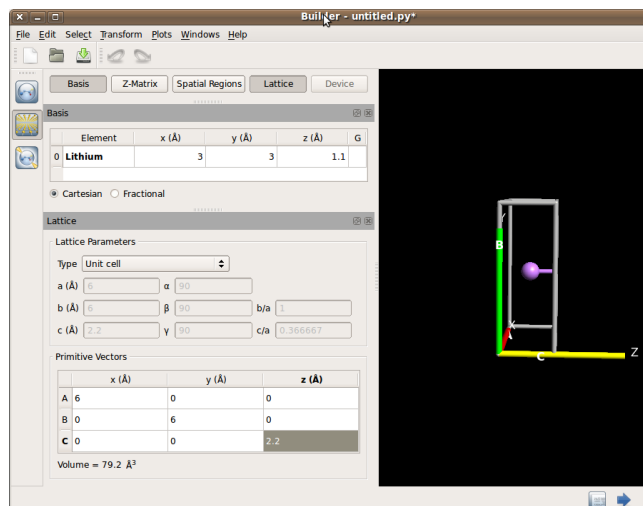 Builder - untitled.py*
File Edit Select Transform Plots Windows Help
Basis Z-Matrix Spatial Regions Lattice Device
Basis
Element x (Å) y (Å) z (Å) G
0 Lithium 3 3 1.1
Cartesian Fractional
Lattice
Lattice Parameters
Type Unit cell
a (Å) 6 α 90
b (Å) 6 β 90 b/a 1
c (Å) 2.2 γ 90 c/a 0.366667
Primitive Vectors
x (Å) y (Å) z (Å)
A 6 0 0
B 0 6 0
C 0 0 2.2
Volume = 79.2 Å³
Y
B
X
A
C
Z